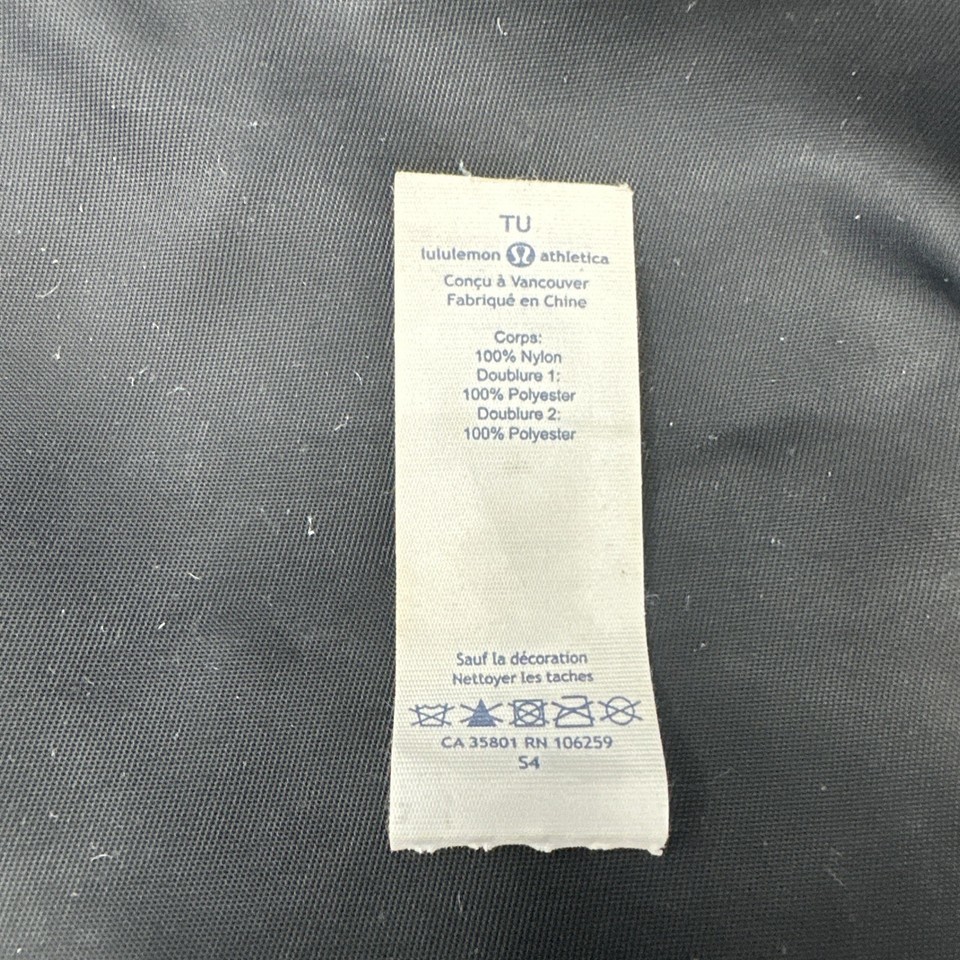 TU
lululemon athletica
Conçu à Vancouver
Fabriqué en Chine
Corps:
100% Nylon
Doublure 1:
100% Polyester
Doublure 2:
100% Polyester
Sauf la décoration
Nettoyer les taches
CA 35801 RN 106259
S4